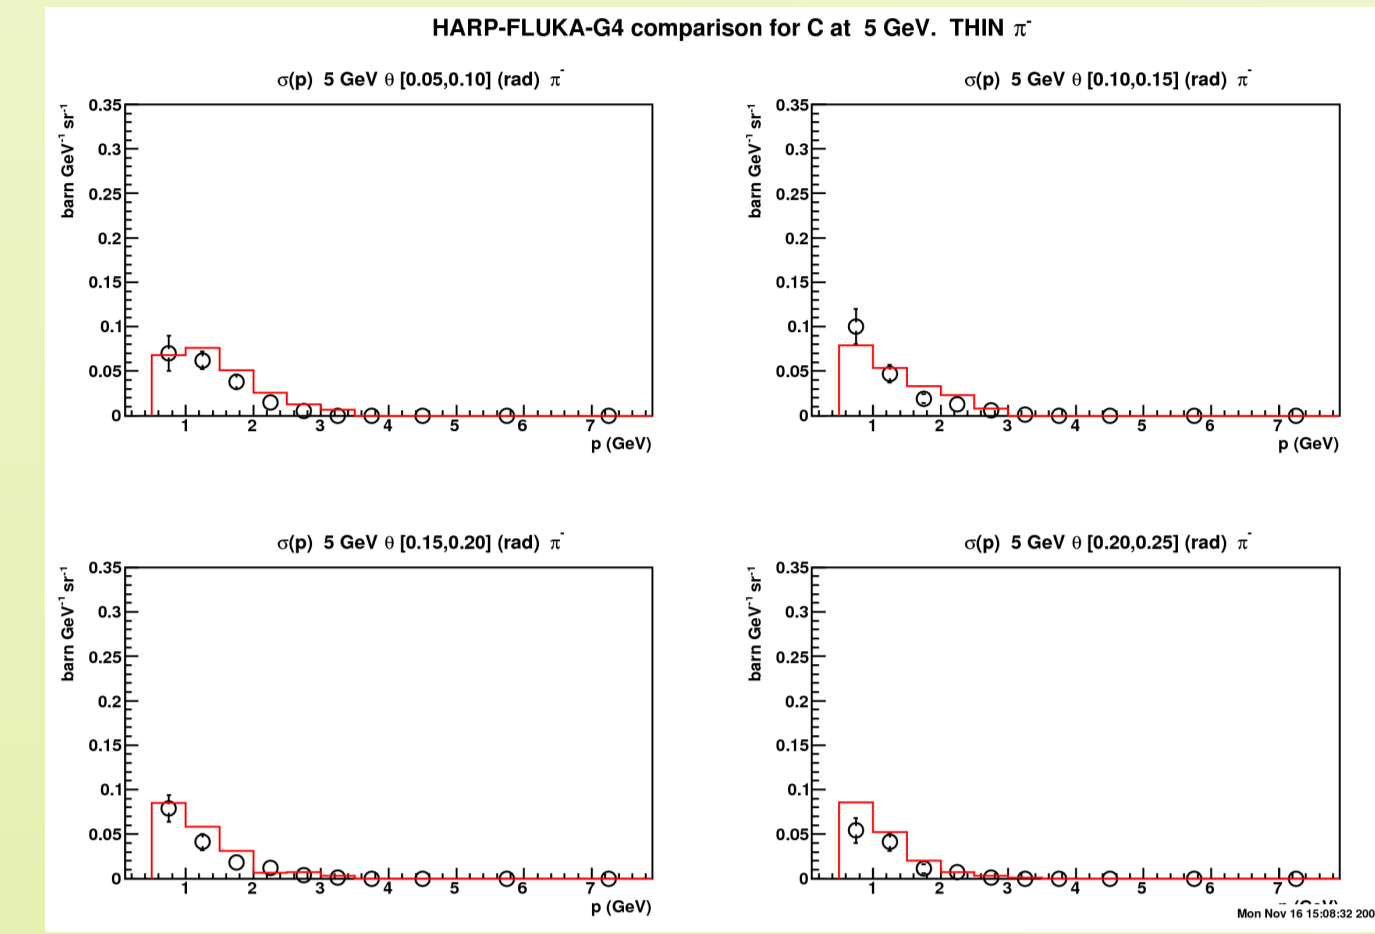 HARP-FLUKA-G4 comparison for C at 5 GeV. THIN π-
σ(p) 5 GeV θ [0.05,0.10] (rad) π-
barn GeV-1 sr-1
0.35
0.3
0.25
0.2
0.15
0.1
0.05
0
1 2 3 4 5 6 7
p (GeV)
σ(p) 5 GeV θ [0.10,0.15] (rad) π-
barn GeV-1 sr-1
0.35
0.3
0.25
0.2
0.15
0.1
0.05
0
1 2 3 4 5 6 7
p (GeV)
σ(p) 5 GeV θ [0.15,0.20] (rad) π-
barn GeV-1 sr-1
0.35
0.3
0.25
0.2
0.15
0.1
0.05
0
1 2 3 4 5 6 7
p (GeV)
σ(p) 5 GeV θ [0.20,0.25] (rad) π-
barn GeV-1 sr-1
0.35
0.3
0.25
0.2
0.15
0.1
0.05
0
1 2 3 4 5 6 7
Mon Nov 16 15:08:32 200